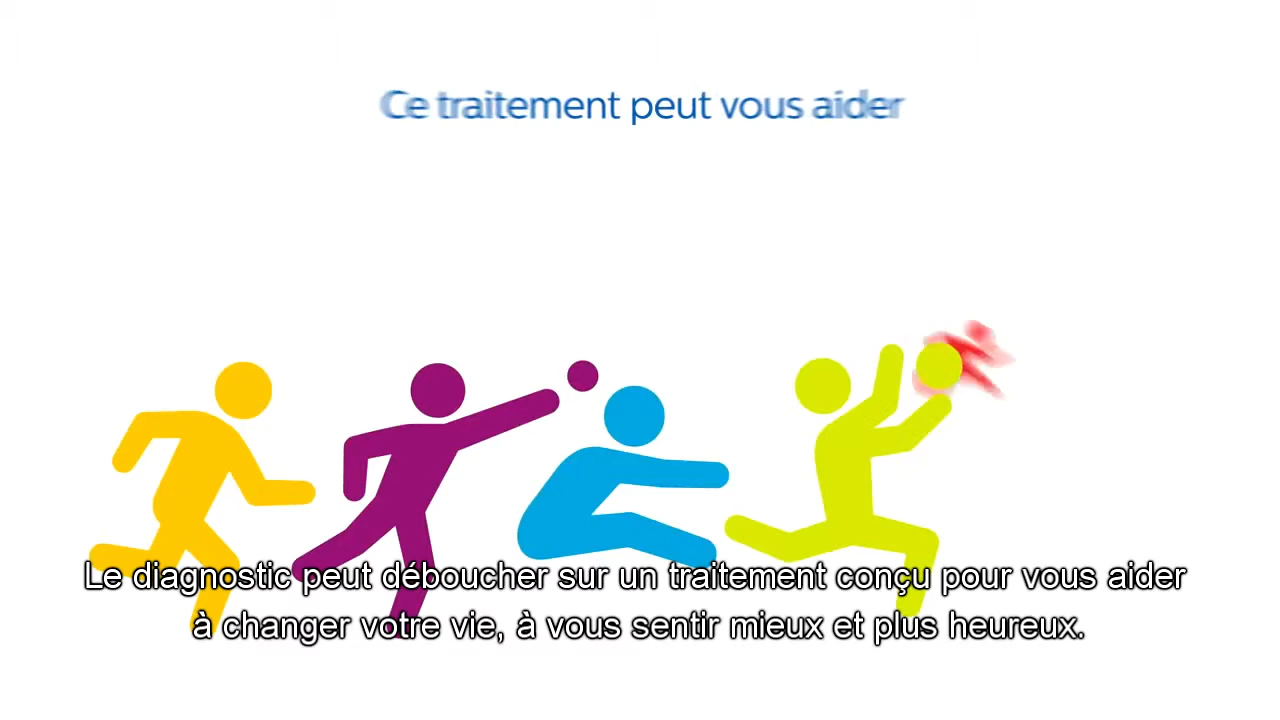 Ce traitement peut vous aider
Le diagnostic peut déboucher sur un traitement conçu pour vous aider
à changer votre vie, à vous sentir mieux et plus heureux.